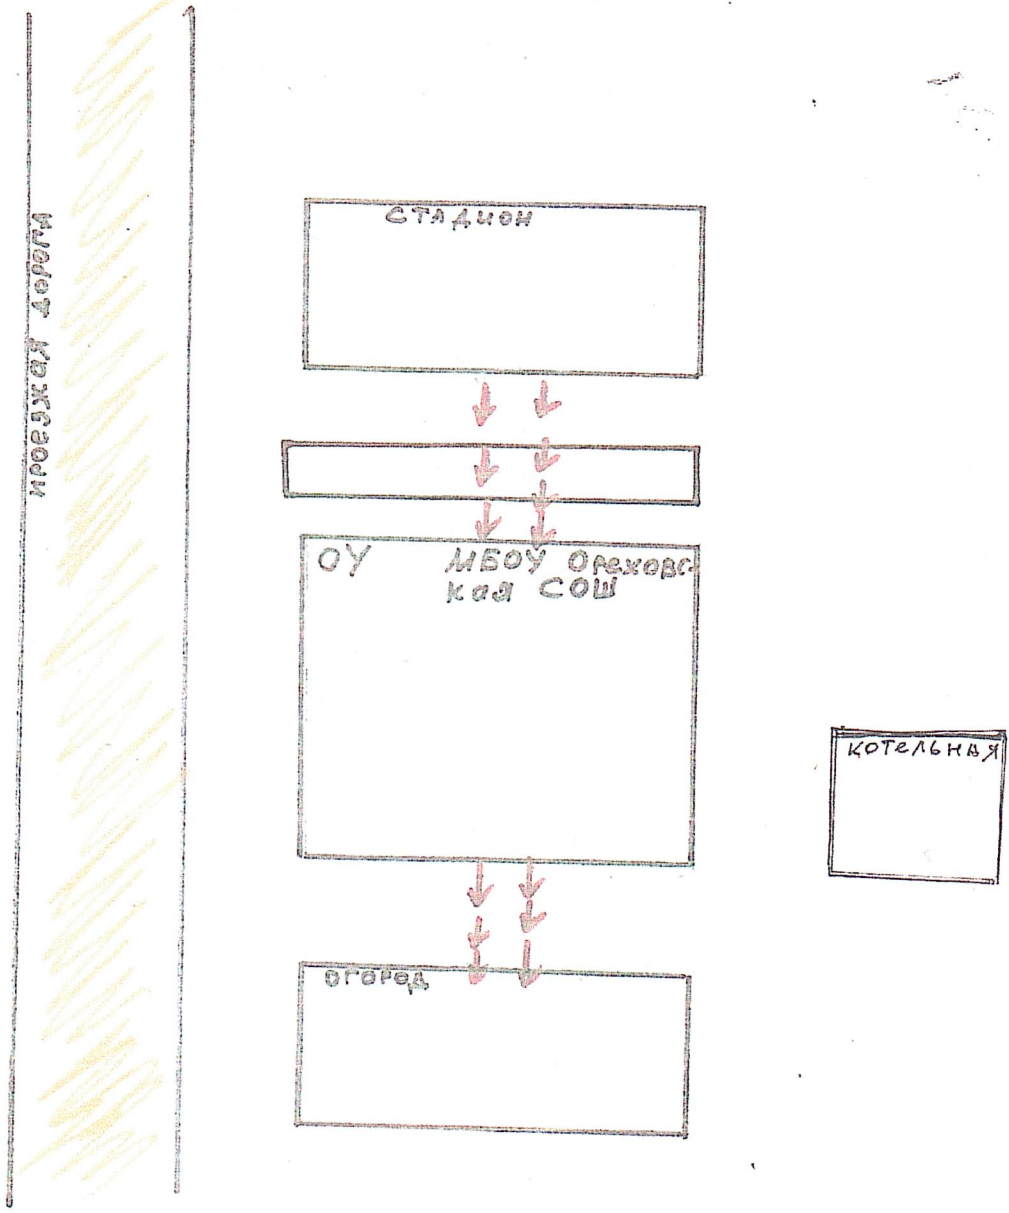 СТАДИОН
проезжая дорога
ОУ МБОУ Ореховс-
кая СОШ
котельная
огород